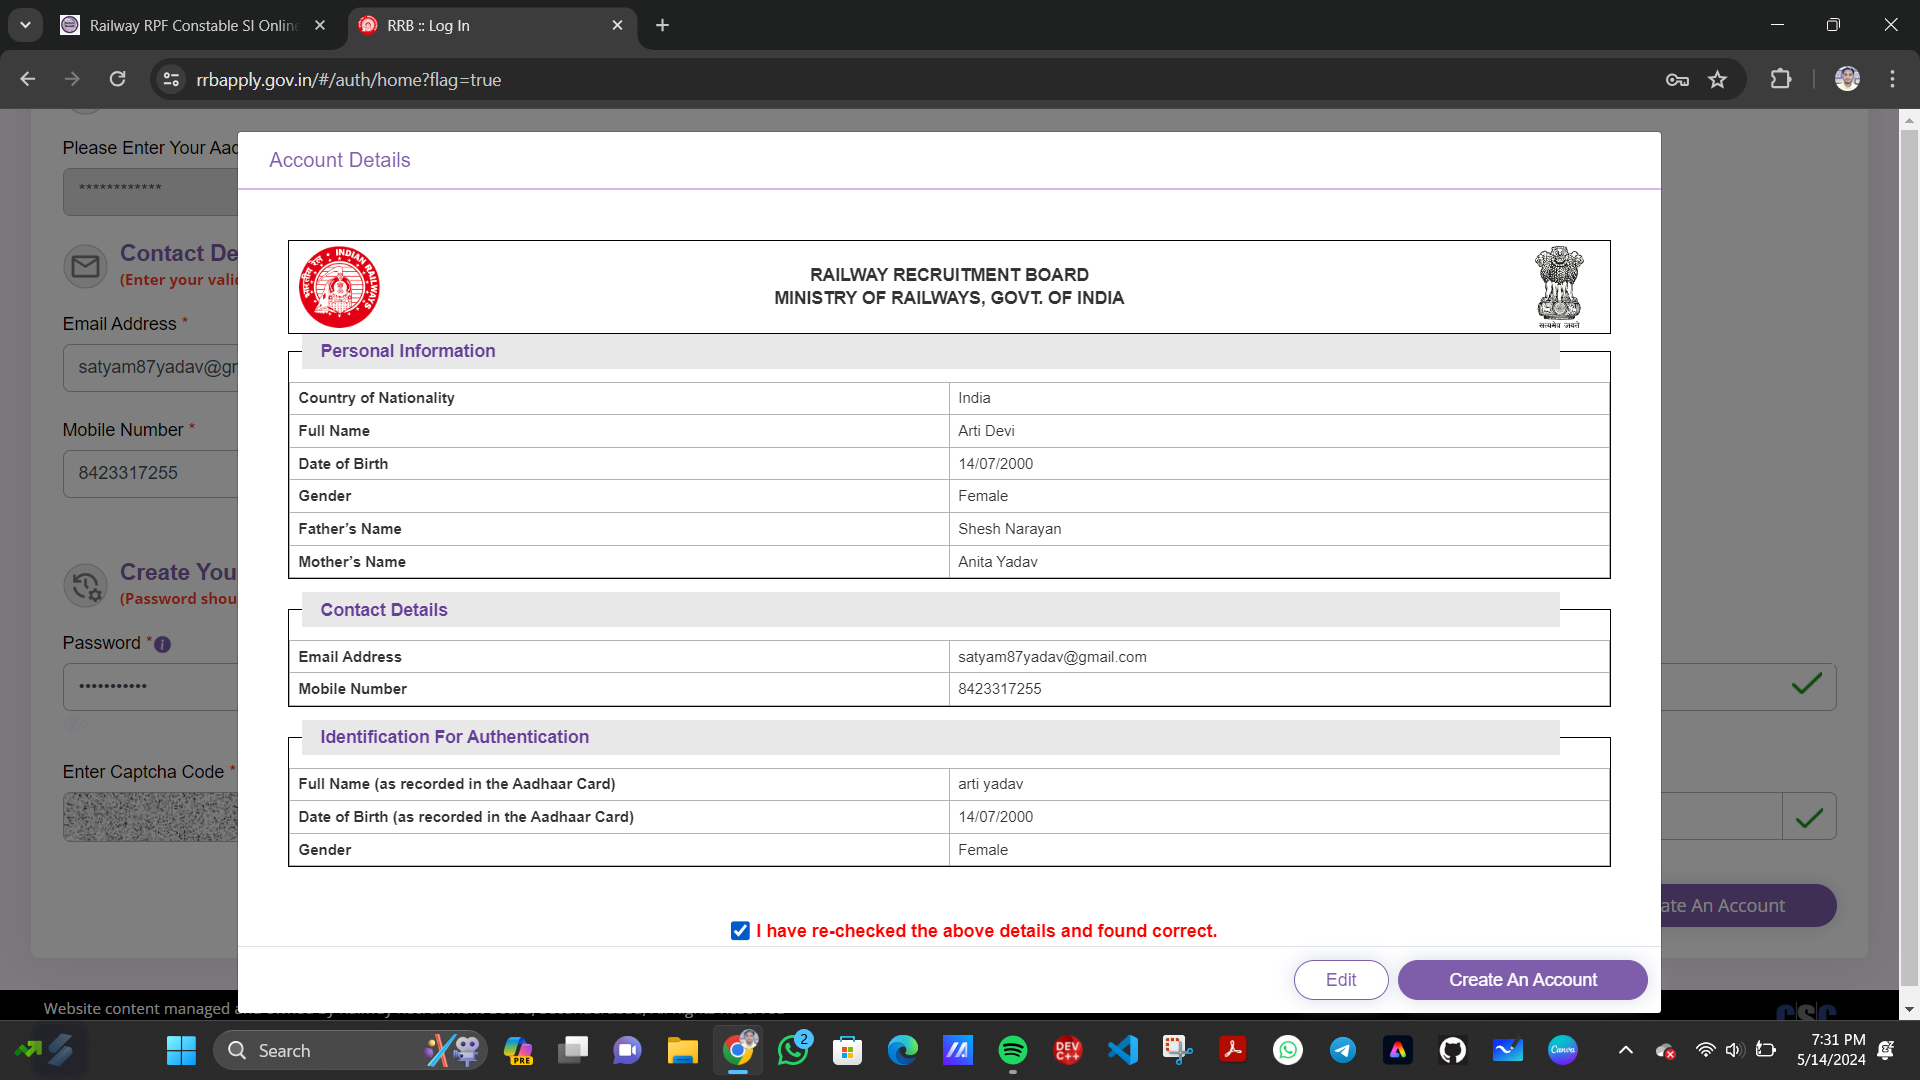 Railway RPF Constable SI Onlin
RRB :: Log In
rrbapply.gov.in/#/auth/home?flag=true
Please Enter Your Aad
************
Contact De
(Enter your valid
Email Address *
satyam87yadav@gr
Mobile Number *
8423317255
Create You
(Password shou
Password *
i
•••••••••••
Enter Captcha Code *
Account Details
INDIAN RAILWAYS
भारतीय रेल
RAILWAY RECRUITMENT BOARD
MINISTRY OF RAILWAYS, GOVT. OF INDIA
सत्यमेव जयते
Personal Information
Country of Nationality India
Full Name Arti Devi
Date of Birth 14/07/2000
Gender Female
Father’s Name Shesh Narayan
Mother’s Name Anita Yadav
Contact Details
Email Address satyam87yadav@gmail.com
Mobile Number 8423317255
Identification For Authentication
Full Name (as recorded in the Aadhaar Card) arti yadav
Date of Birth (as recorded in the Aadhaar Card) 14/07/2000
Gender Female
I have re-checked the above details and found correct.
Edit
Create An Account
ate An Account
Website content managed
CSC
Search
PRE
2
DEV
C++
Canva
7:31 PM
5/14/2024